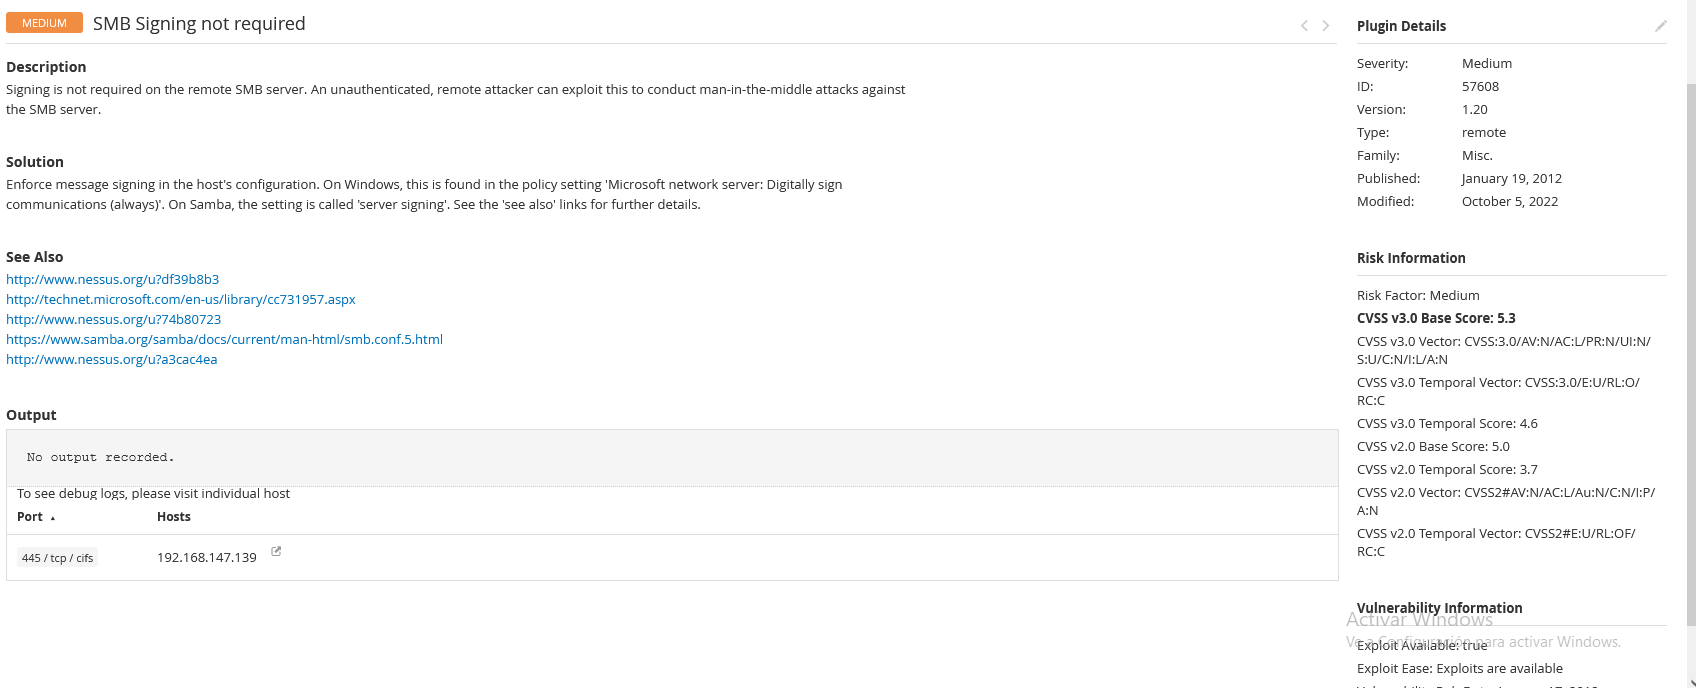 MEDIUM SMB Signing not required
Description
Signing is not required on the remote SMB server. An unauthenticated, remote attacker can exploit this to conduct man-in-the-middle attacks against
the SMB server.
Solution
Enforce message signing in the host's configuration. On Windows, this is found in the policy setting 'Microsoft network server: Digitally sign
communications (always)'. On Samba, the setting is called 'server signing'. See the 'see also' links for further details.
See Also
http://www.nessus.org/u?df39b8b3
http://technet.microsoft.com/en-us/library/cc731957.aspx
http://www.nessus.org/u?74b80723
https://www.samba.org/samba/docs/current/man-html/smb.conf.5.html
http://www.nessus.org/u?a3cac4ea
Output
No output recorded.
To see debug logs, please visit individual host
Port Hosts
445 / tcp / cifs 192.168.147.139
Plugin Details
Severity: Medium
ID: 57608
Version: 1.20
Type: remote
Family: Misc.
Published: January 19, 2012
Modified: October 5, 2022
Risk Information
Risk Factor: Medium
CVSS v3.0 Base Score: 5.3
CVSS v3.0 Vector: CVSS:3.0/AV:N/AC:L/PR:N/UI:N/
S:U/C:N/I:L/A:N
CVSS v3.0 Temporal Vector: CVSS:3.0/E:U/RL:O/
RC:C
CVSS v3.0 Temporal Score: 4.6
CVSS v2.0 Base Score: 5.0
CVSS v2.0 Temporal Score: 3.7
CVSS v2.0 Vector: CVSS2#AV:N/AC:L/Au:N/C:N/I:P/
A:N
CVSS v2.0 Temporal Vector: CVSS2#E:U/RL:OF/
RC:C
Vulnerability Information
Activar Windows
Ve a Configuración para activar Windows.
Exploit Available: true
Exploit Ease: Exploits are available